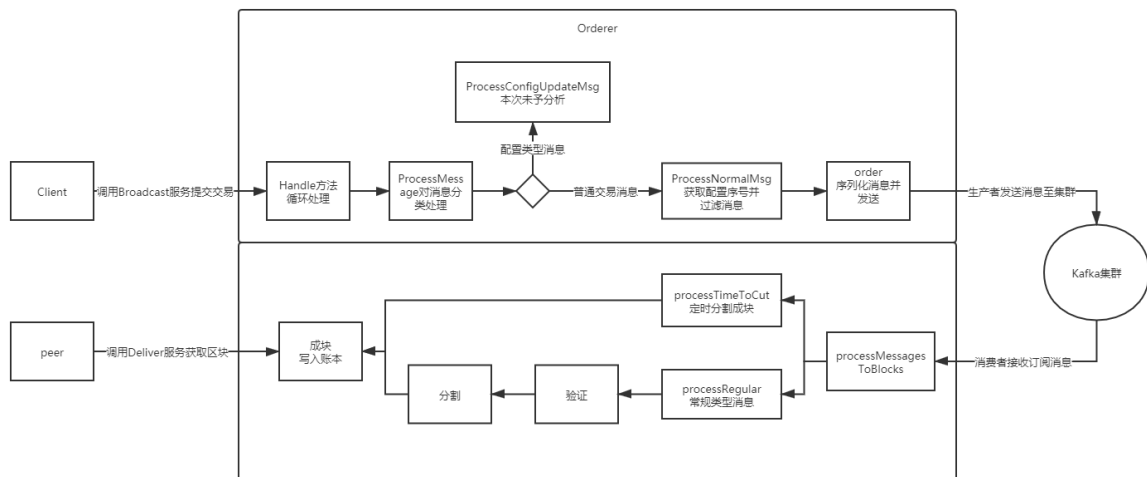 Orderer
ProcessConfigUpdateMsg
本次未予分析
配置类型消息
Client
调用Broadcast服务提交交易
Handle方法
循环处理
ProcessMess
age对消息分
类处理
普通交易消息
ProcessNormalMsg
获取配置序号并
过滤消息
order
序列化消息并
发送
生产者发送消息至集群
Kafka集群
processTimeToCut
定时分割成块
peer
调用Deliver服务获取区块
成块
写入账本
processMessages
ToBlocks
消费者接收订阅消息
分割
验证
processRegular
常规类型消息